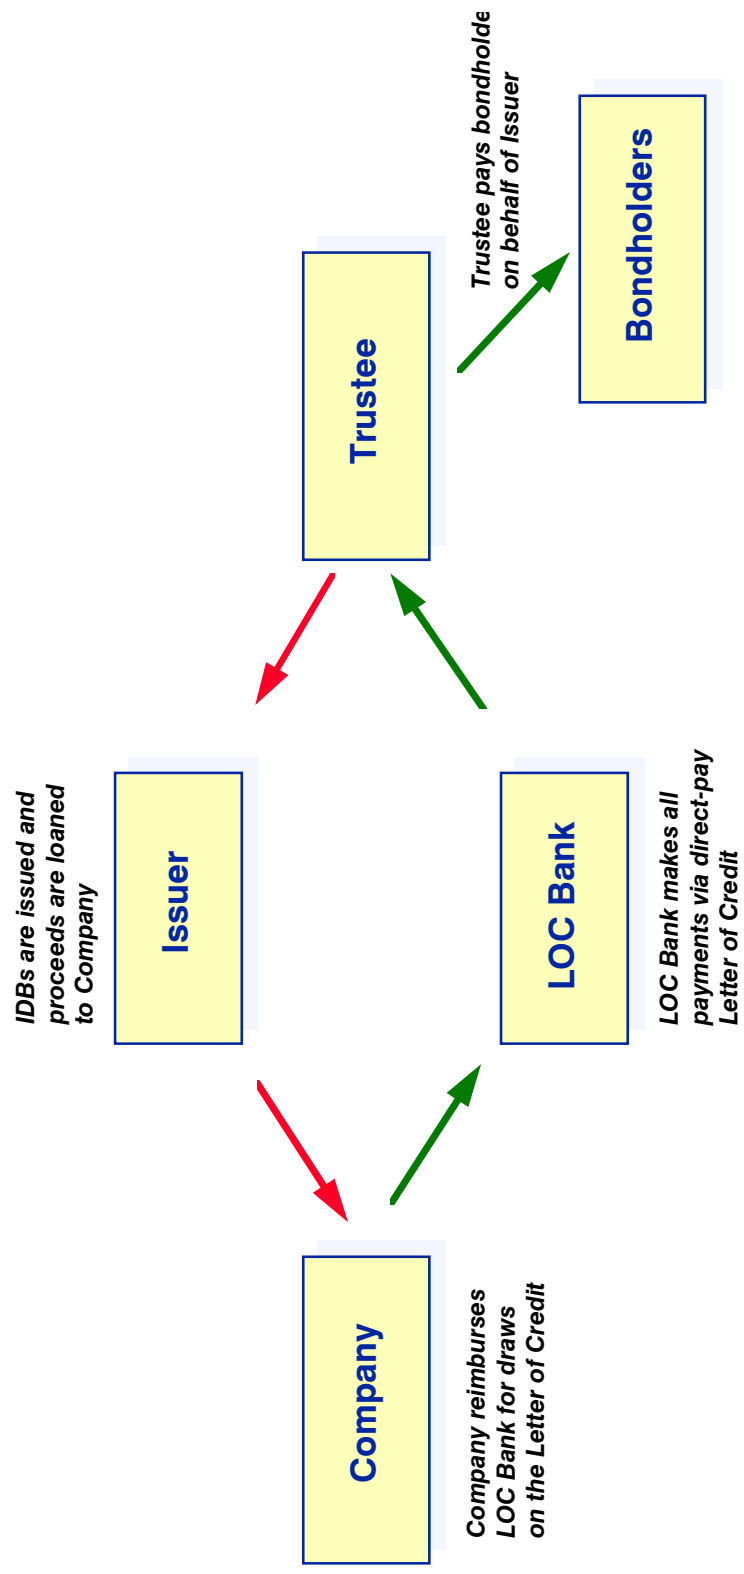 IDBs are issued and
proceeds are loaned
to Company
Issuer
Company
Trustee
LOC Bank
Bondholders
Company reimburses
LOC Bank for draws
on the Letter of Credit
LOC Bank makes all
payments via direct-pay
Letter of Credit
Trustee pays bondholde
on behalf of Issuer